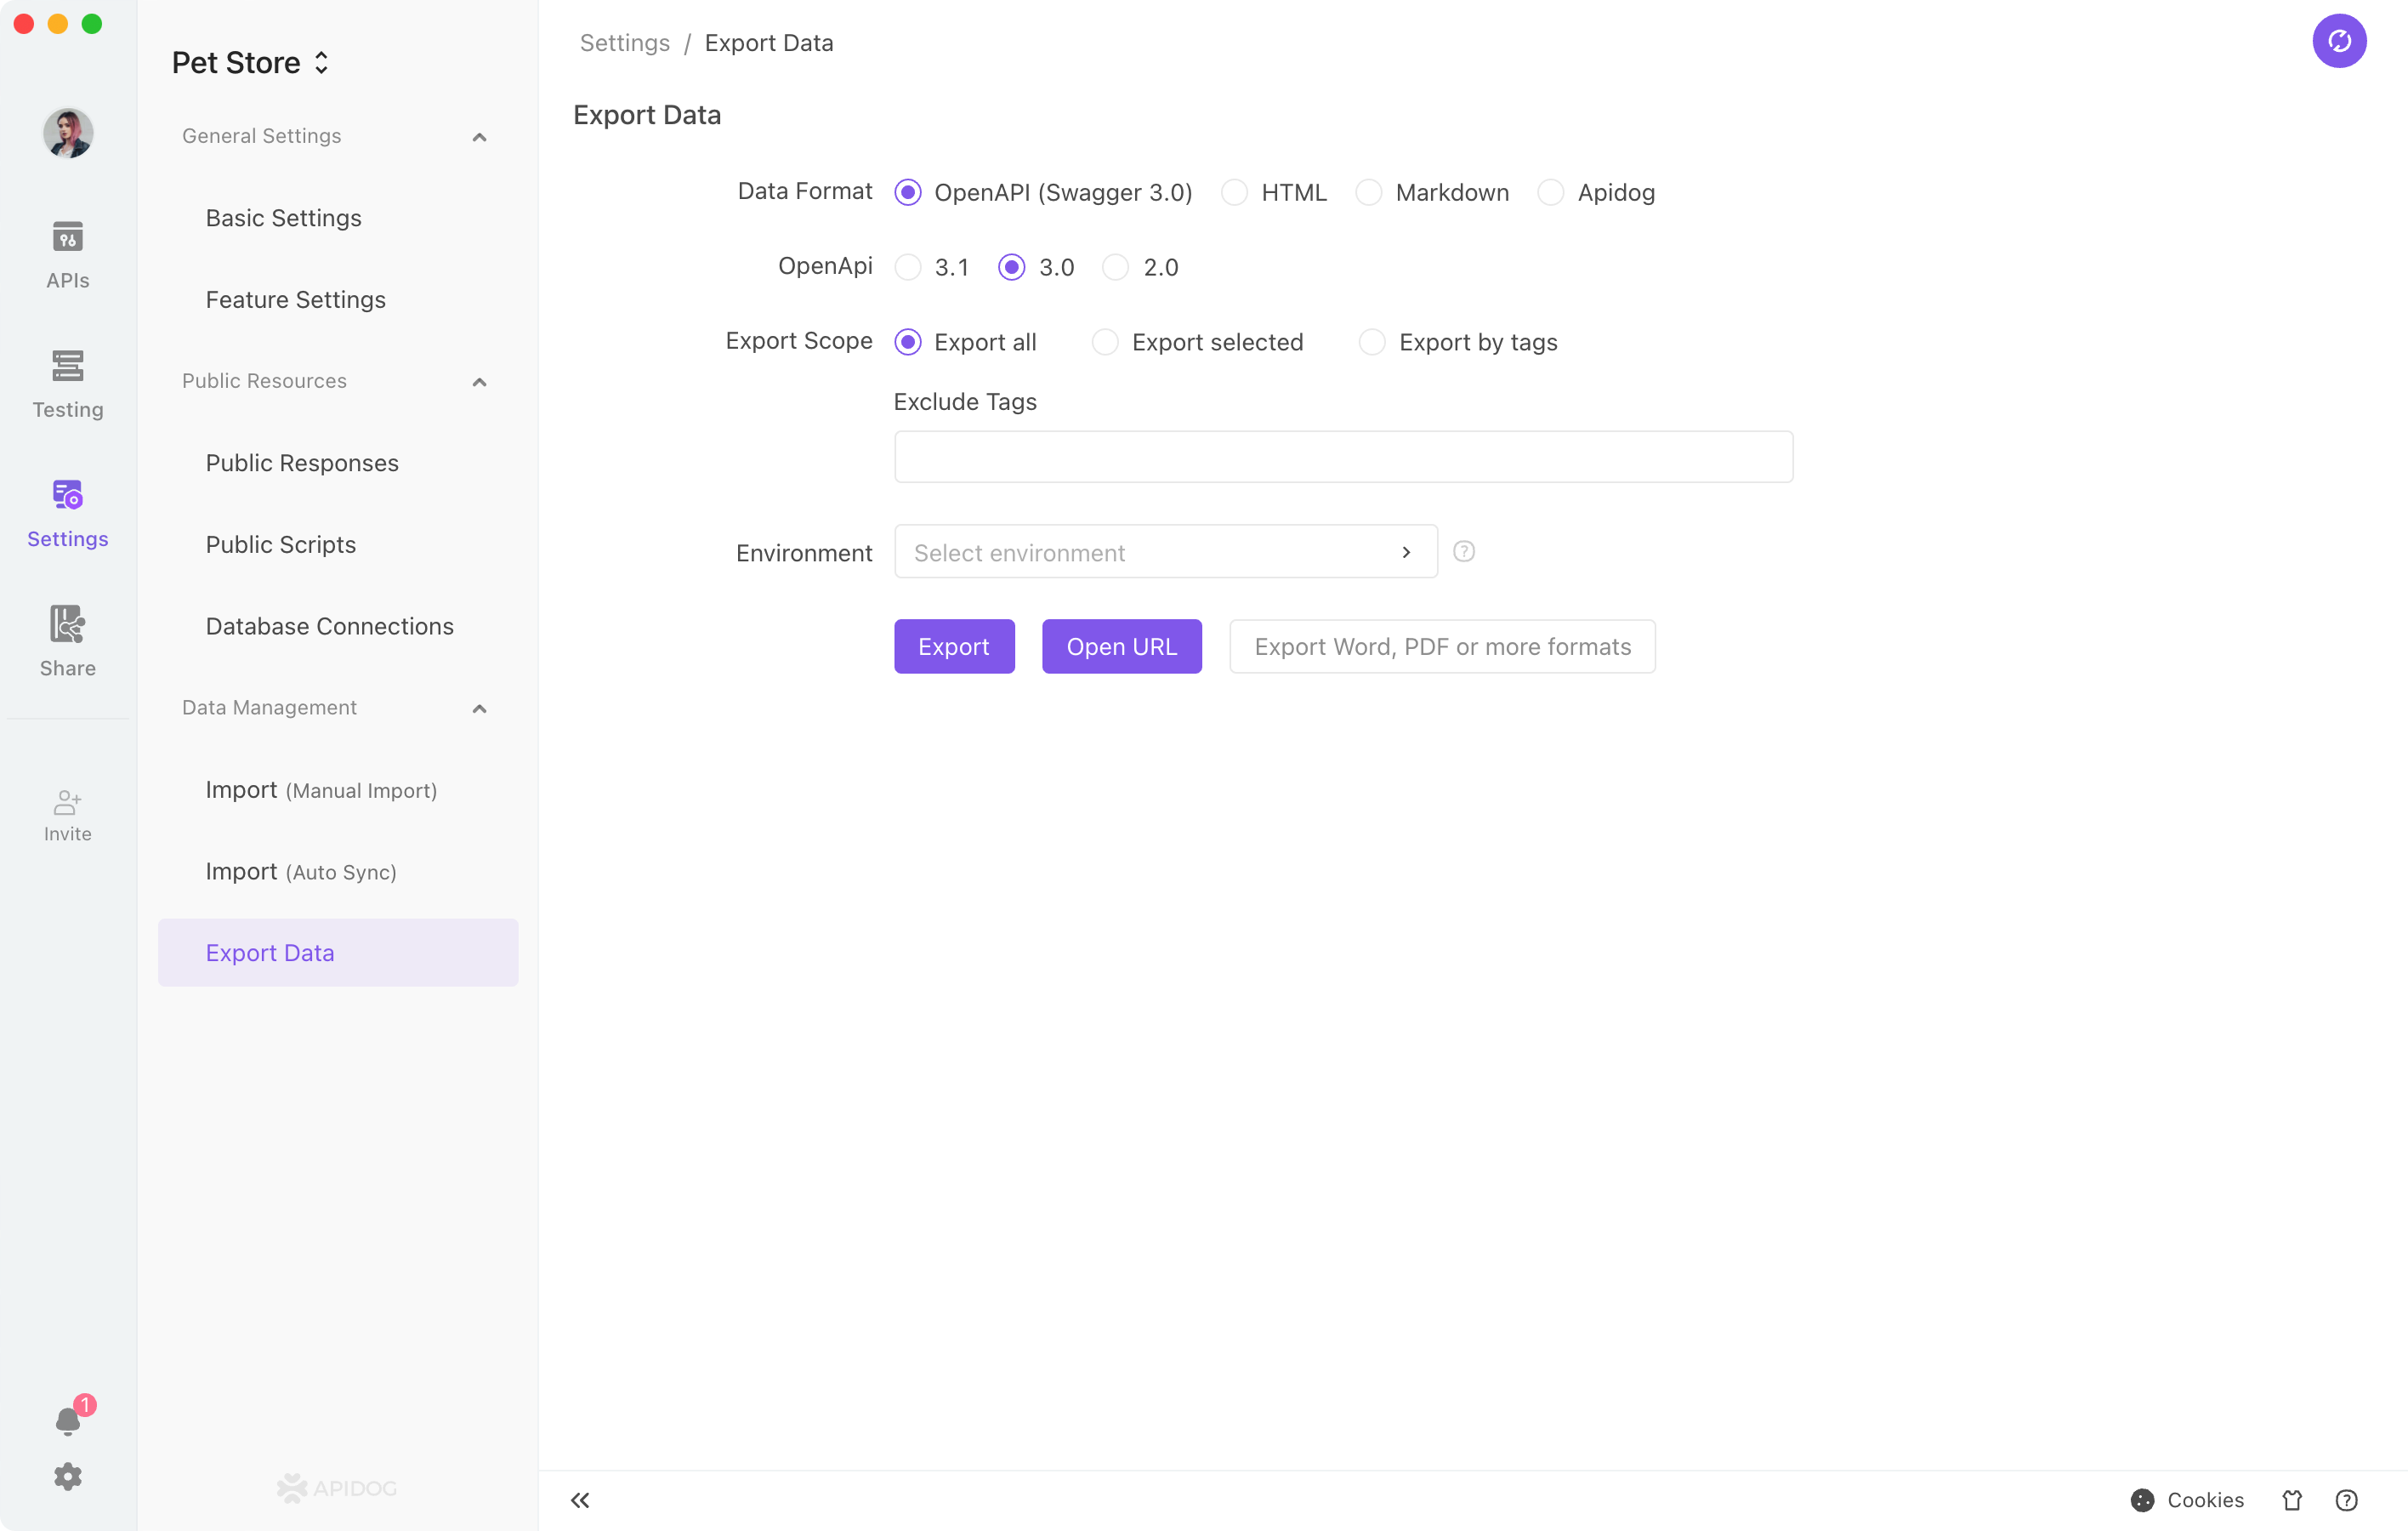 APIs
Testing
Settings
Share
Invite
1
Pet Store
General Settings
Basic Settings
Feature Settings
Public Resources
Public Responses
Public Scripts
Database Connections
Data Management
Import (Manual Import)
Import (Auto Sync)
Export Data
APIDOG
Settings / Export Data
Export Data
Data Format OpenAPI (Swagger 3.0) HTML Markdown Apidog
OpenApi 3.1 3.0 2.0
Export Scope Export all Export selected Export by tags
Exclude Tags
Environment Select environment ?
Export Open URL Export Word, PDF or more formats
Cookies ?